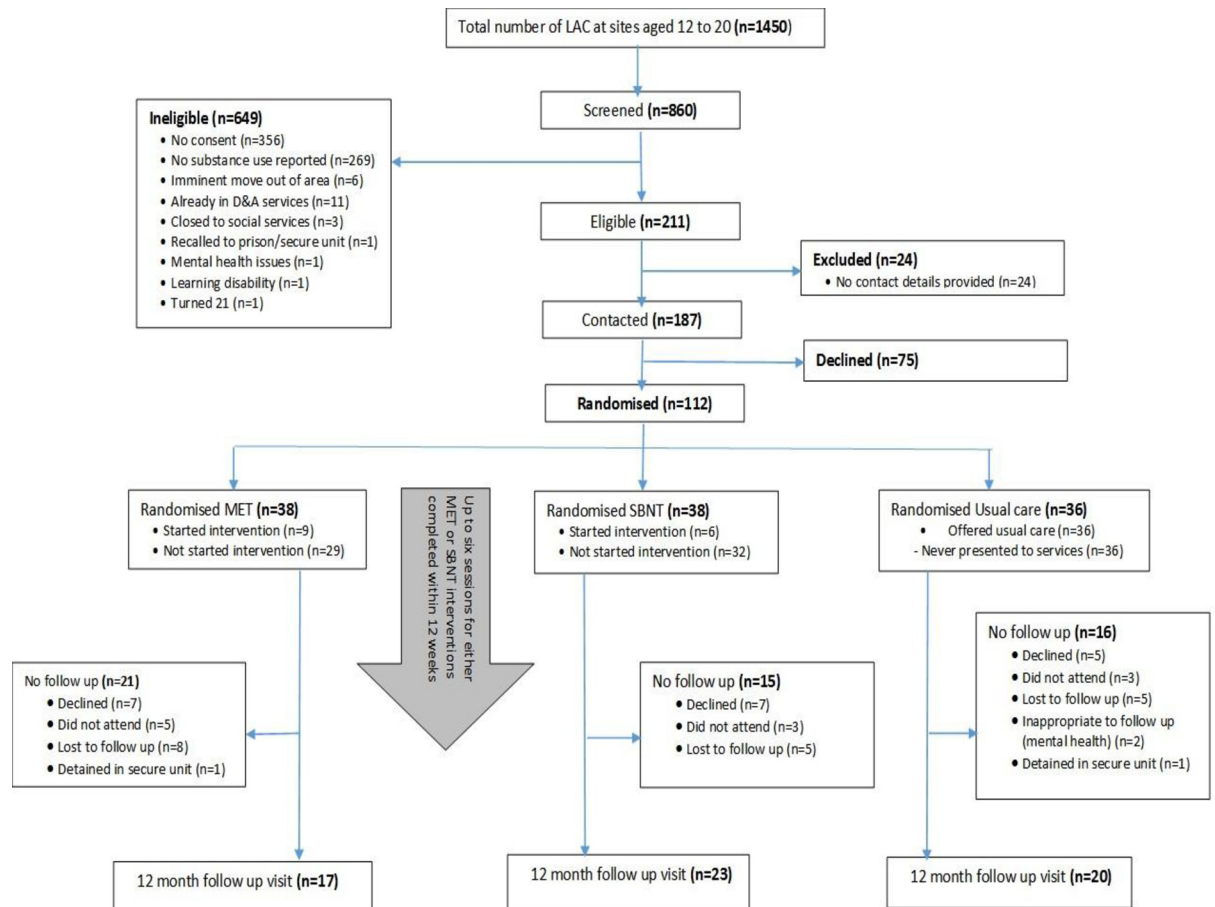 Total number of LAC at sites aged 12 to 20 (n=1450)
Screened (n=860)
Ineligible (n=649)
• No consent (n=356)
• No substance use reported (n=269)
• Imminent move out of area (n=6)
• Already in D&A services (n=11)
• Closed to social services (n=3)
• Recalled to prison/secure unit (n=1)
• Mental health issues (n=1)
• Learning disability (n=1)
• Turned 21 (n=1)
Eligible (n=211)
Excluded (n=24)
• No contact details provided (n=24)
Contacted (n=187)
Declined (n=75)
Randomised (n=112)
Randomised MET (n=38)
• Started intervention (n=9)
• Not started intervention (n=29)
Up to six sessions for either
MET or SBNT interventions
completed within 12 weeks
Randomised SBNT (n=38)
• Started intervention (n=6)
• Not started intervention (n=32)
Randomised Usual care (n=36)
• Offered usual care (n=36)
- Never presented to services (n=36)
No follow up (n=21)
• Declined (n=7)
• Did not attend (n=5)
• Lost to follow up (n=8)
• Detained in secure unit (n=1)
No follow up (n=15)
• Declined (n=7)
• Did not attend (n=3)
• Lost to follow up (n=5)
No follow up (n=16)
• Declined (n=5)
• Did not attend (n=3)
• Lost to follow up (n=5)
• Inappropriate to follow up
(mental health) (n=2)
• Detained in secure unit (n=1)
12 month follow up visit (n=17)
12 month follow up visit (n=23)
12 month follow up visit (n=20)